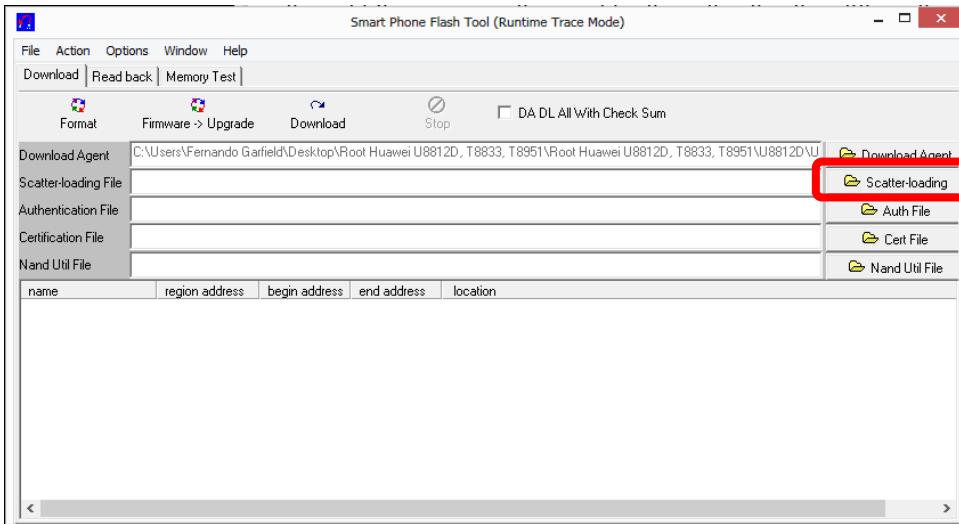 Smart Phone Flash Tool (Runtime Trace Mode)
File Action Options Window Help
Download Read back Memory Test
Format Firmware -> Upgrade Download Stop DA DL All With Check Sum
Download Agent C:\Users\Fernando Garfield\Desktop\Root Huawei U8812D, T8833, T8951\Root Huawei U8812D, T8833, T8951\U8812D\U Download Agent
Scatter-loading File Scatter-loading
Authentication File Auth File
Certification File Cert File
Nand Util File Nand Util File
name region address begin address end address location